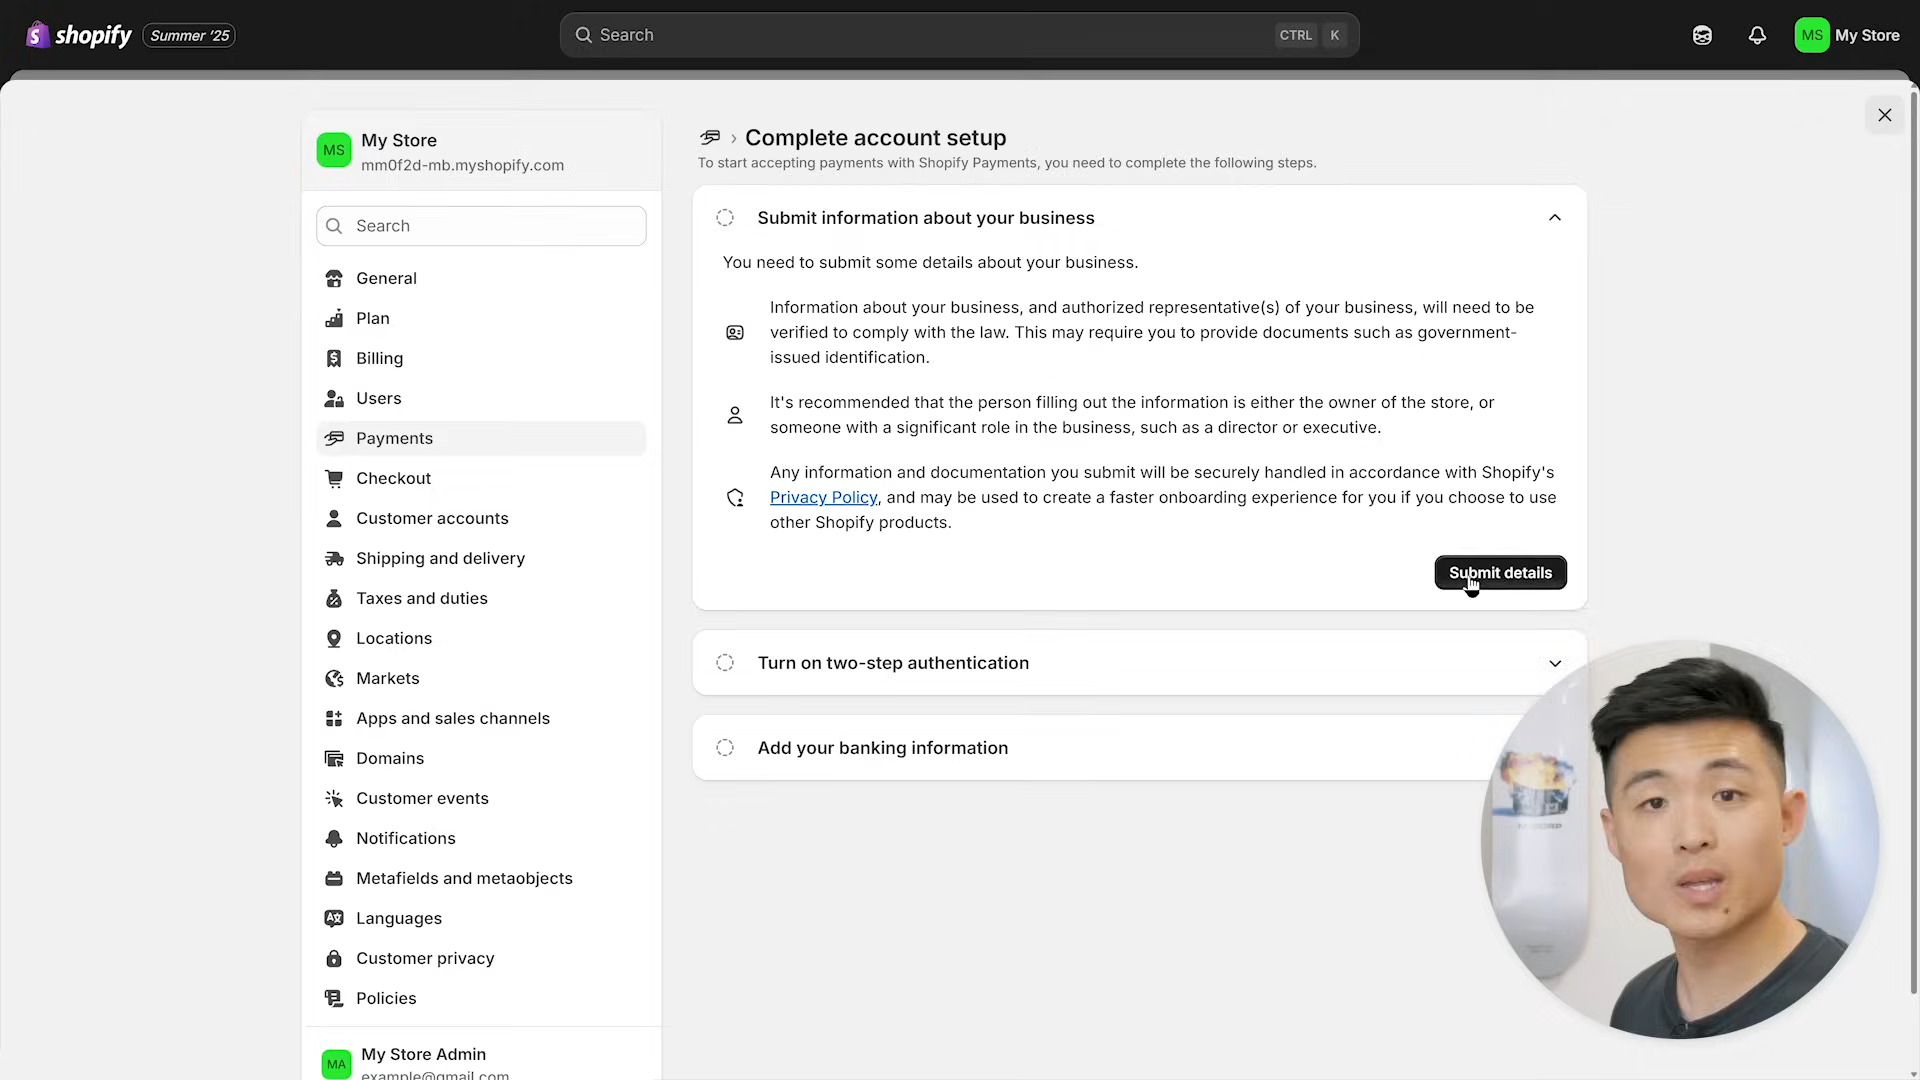 shopify
Summer '25
Search
CTRL
K
MS
My Store
MS
My Store
mm0f2d-mb.myshopify.com
Search
General
Plan
Billing
Users
Payments
Checkout
Customer accounts
Shipping and delivery
Taxes and duties
Locations
Markets
Apps and sales channels
Domains
Customer events
Notifications
Metafields and metaobjects
Languages
Customer privacy
Policies
MA
My Store Admin
example@gmail.com
› Complete account setup
To start accepting payments with Shopify Payments, you need to complete the following steps.
Submit information about your business
You need to submit some details about your business.
Information about your business, and authorized representative(s) of your business, will need to be
verified to comply with the law. This may require you to provide documents such as government-
issued identification.
It's recommended that the person filling out the information is either the owner of the store, or
someone with a significant role in the business, such as a director or executive.
Any information and documentation you submit will be securely handled in accordance with Shopify's
Privacy Policy, and may be used to create a faster onboarding experience for you if you choose to use
other Shopify products.
Submit details
Turn on two-step authentication
Add your banking information